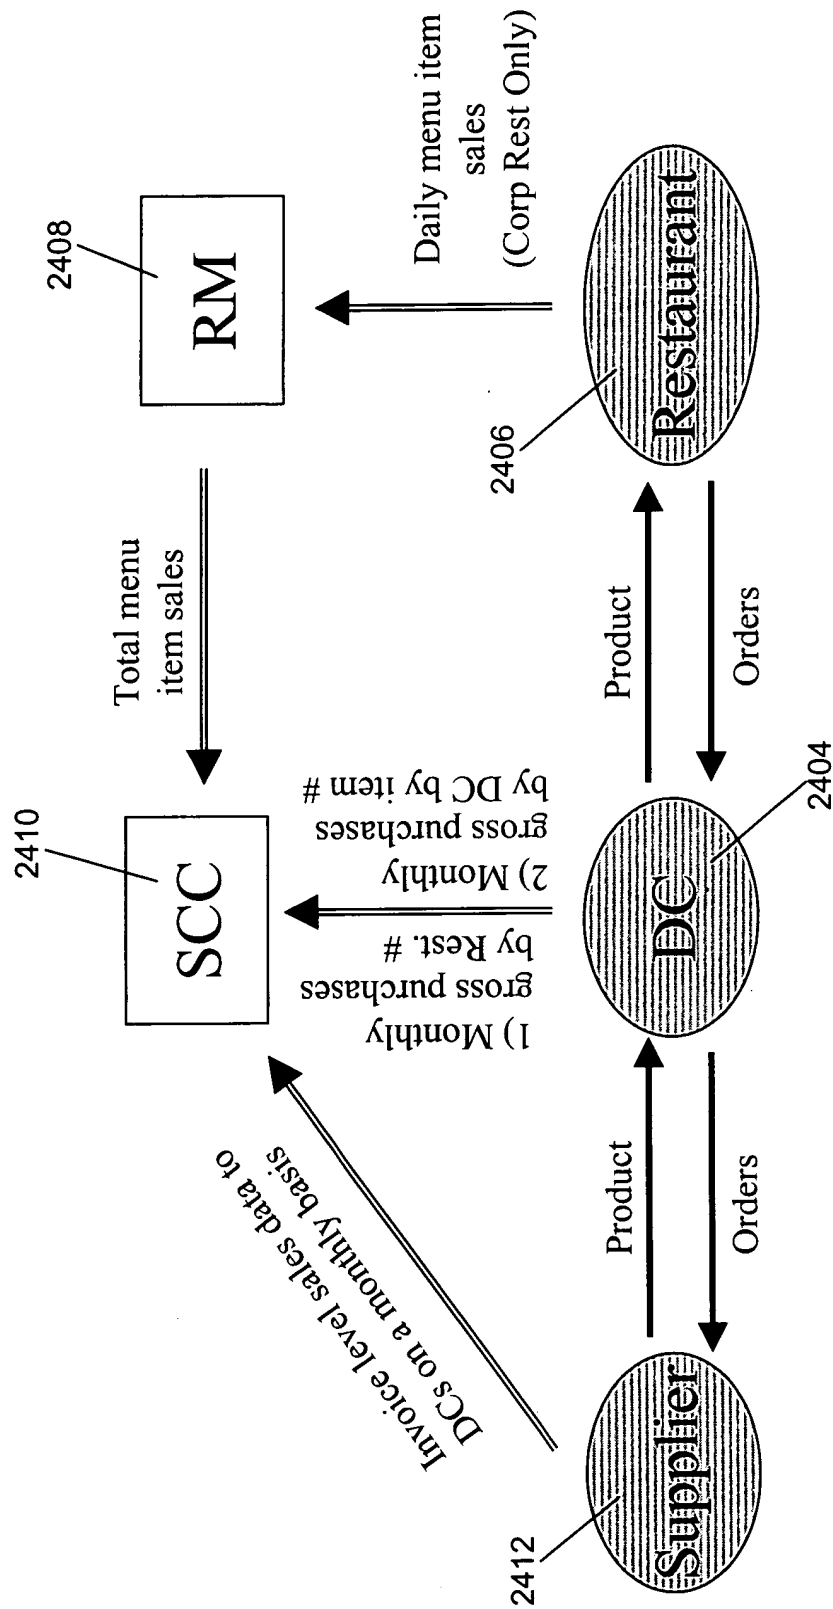 2410
SCC
Total menu
item sales
2408
RM
Invoice level sales data to
DCs on a monthly basis
1) Monthly
gross purchases
by Rest. #
2) Monthly
gross purchases
by DC by item #
Daily menu item
sales
(Corp Rest Only)
2412
Supplier
Product
Orders
DC
2404
Product
Orders
2406
Restaurant